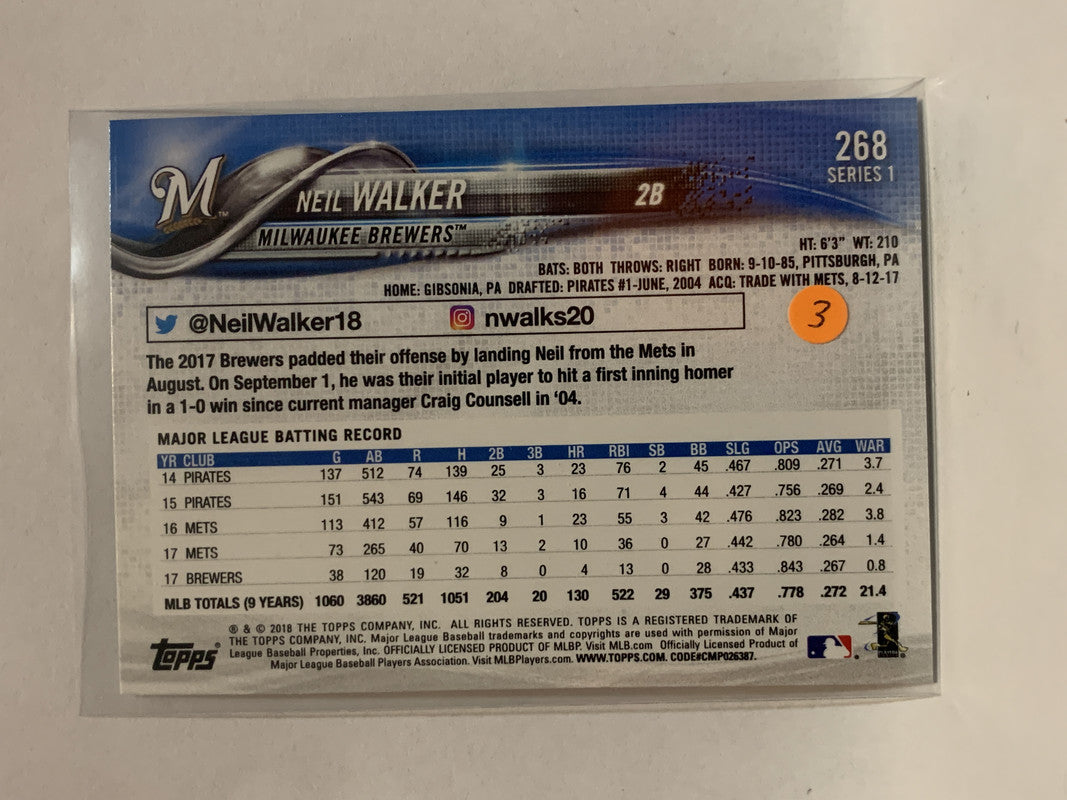 268
SERIES 1
M™
NEIL WALKER 2B
MILWAUKEE BREWERS™
HT: 6'3" WT: 210
BATS: BOTH THROWS: RIGHT BORN: 9-10-85, PITTSBURGH, PA
HOME: GIBSONIA, PA DRAFTED: PIRATES #1-JUNE, 2004 ACQ: TRADE WITH METS, 8-12-17
@NeilWalker18 nwalks20
3
The 2017 Brewers padded their offense by landing Neil from the Mets in
August. On September 1, he was their initial player to hit a first inning homer
in a 1-0 win since current manager Craig Counsell in '04.
MAJOR LEAGUE BATTING RECORD
YR CLUB G AB R H 2B 3B HR RBI SB BB SLG OPS AVG WAR
14 PIRATES 137 512 74 139 25 3 23 76 2 45 .467 .809 .271 3.7
15 PIRATES 151 543 69 146 32 3 16 71 4 44 .427 .756 .269 2.4
16 METS 113 412 57 116 9 1 23 55 3 42 .476 .823 .282 3.8
17 METS 73 265 40 70 13 2 10 36 0 27 .442 .780 .264 1.4
17 BREWERS 38 120 19 32 8 0 4 13 0 28 .433 .843 .267 0.8
MLB TOTALS (9 YEARS) 1060 3860 521 1051 204 20 130 522 29 375 .437 .778 .272 21.4
® & © 2018 THE TOPPS COMPANY, INC. ALL RIGHTS RESERVED. TOPPS IS A REGISTERED TRADEMARK OF
THE TOPPS COMPANY, INC. Major League Baseball trademarks and copyrights are used with permission of Major
League Baseball Properties, Inc. OFFICIALLY LICENSED PRODUCT OF MLBP. Visit MLB.com Officially Licensed Product of
Major League Baseball Players Association. Visit MLBPlayers.com. WWW.TOPPS.COM. CODE#CMP026387.
Topps®